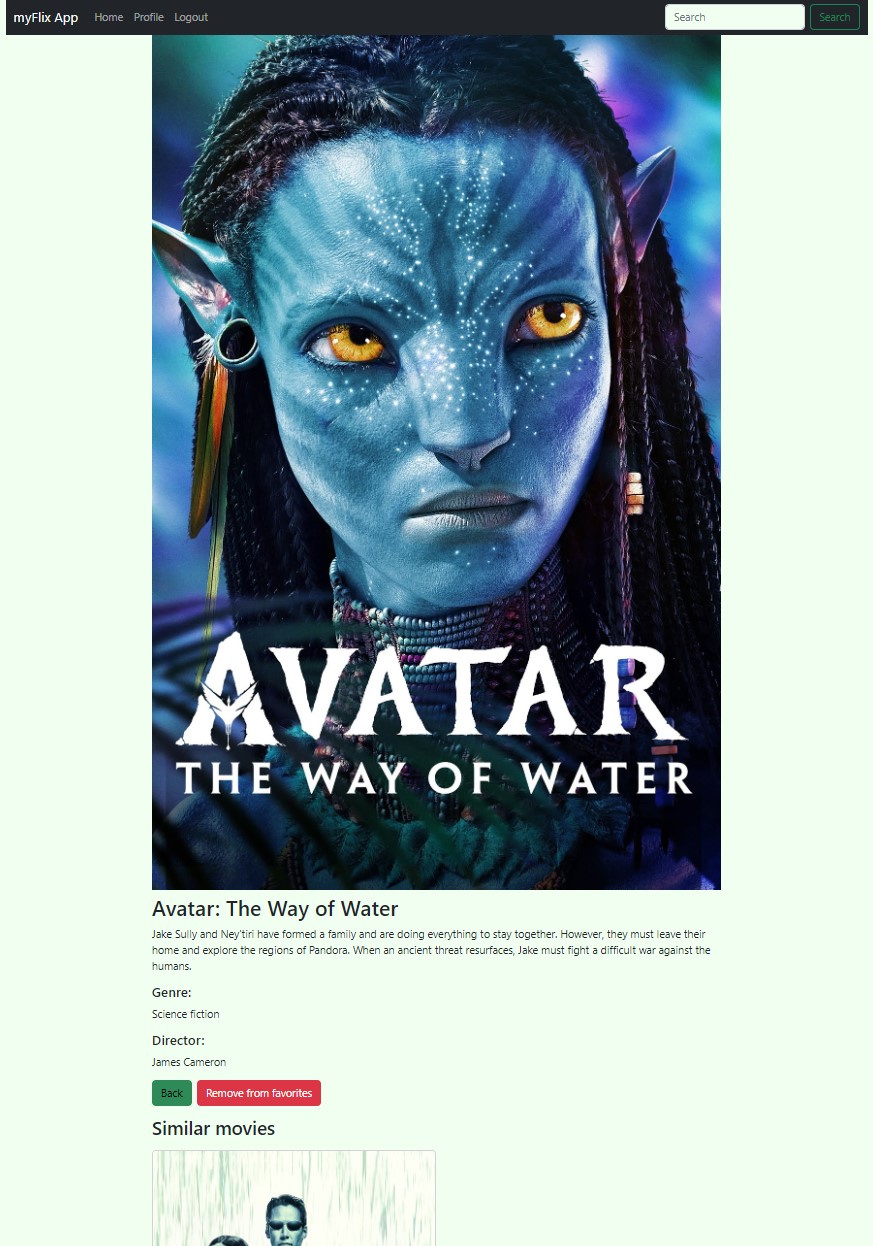 myFlix App Home Profile Logout Search Search
AVATAR
THE WAY OF WATER
Avatar: The Way of Water
Jake Sully and Ney'tiri have formed a family and are doing everything to stay together. However, they must leave their
home and explore the regions of Pandora. When an ancient threat resurfaces, Jake must fight a difficult war against the
humans.
Genre:
Science fiction
Director:
James Cameron
Back Remove from favorites
Similar movies